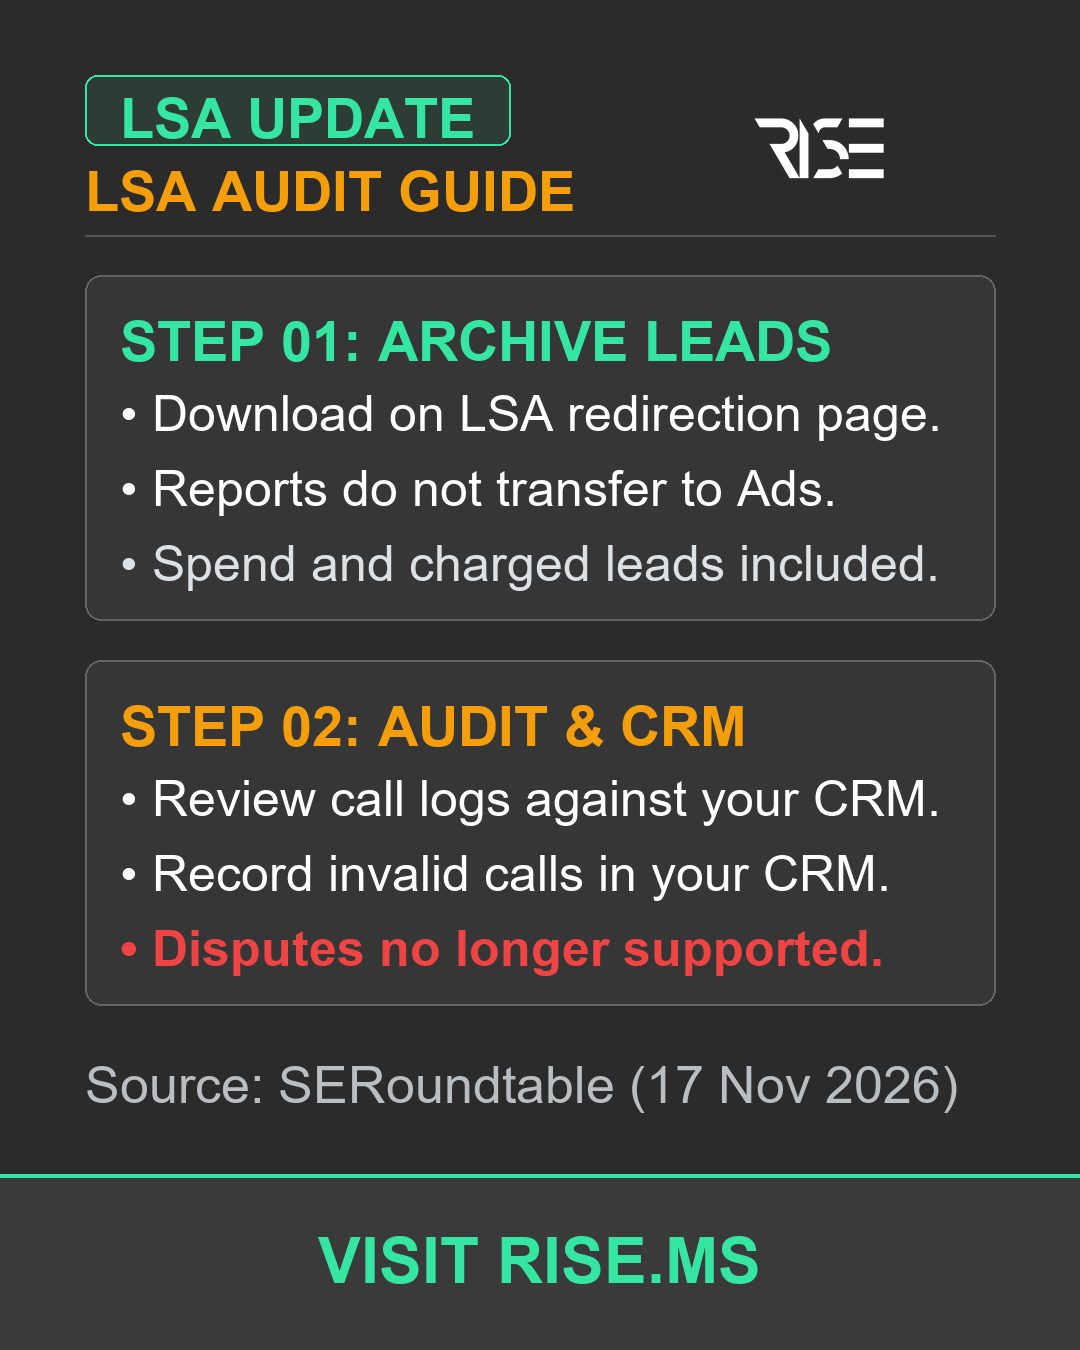 LSA UPDATE
RISE
LSA AUDIT GUIDE
STEP 01: ARCHIVE LEADS
• Download on LSA redirection page.
• Reports do not transfer to Ads.
• Spend and charged leads included.
STEP 02: AUDIT & CRM
• Review call logs against your CRM.
• Record invalid calls in your CRM.
• Disputes no longer supported.
Source: SERoundtable (17 Nov 2026)
VISIT RISE.MS